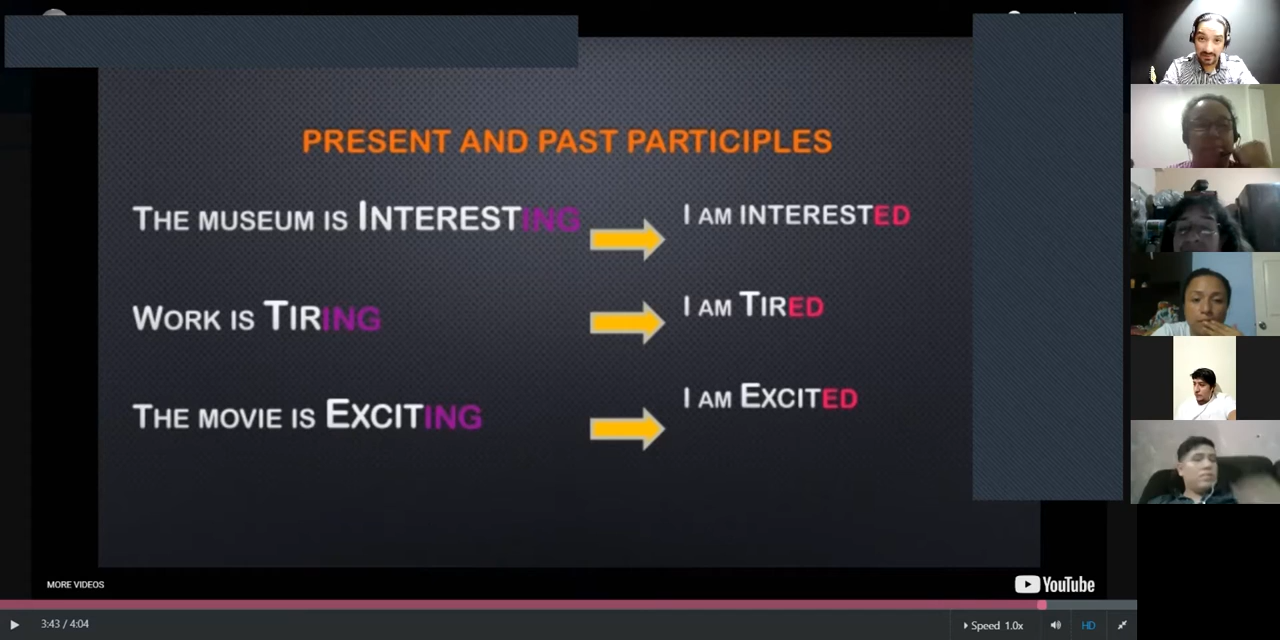 PRESENT AND PAST PARTICIPLES
THE MUSEUM IS INTERESTING
I AM INTERESTED
WORK IS TIRING
I AM TIRED
THE MOVIE IS EXCITING
I AM EXCITED
MORE VIDEOS
YouTube
3:43 / 4:04
Speed 1.0x
HD